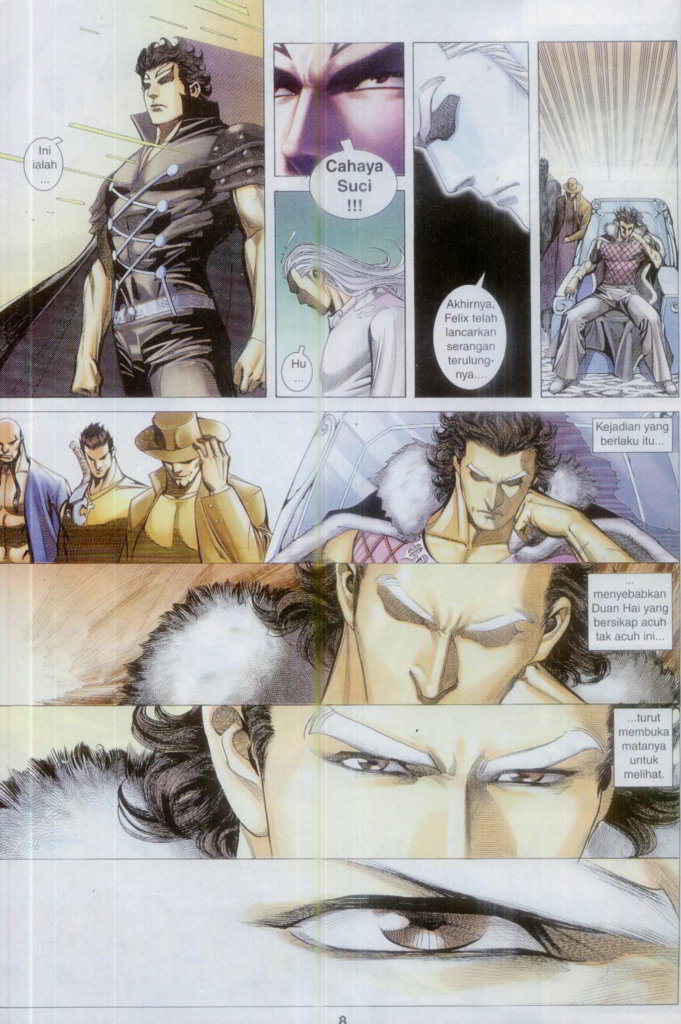 Ini
ialah
...
Cahaya
Suci
!!!
Hu
...
Akhirnya,
Felix telah
lancarkan
serangan
terulung-
nya....
Kejadian yang
berlaku itu...
...
menyebabkan
Duan Hai yang
bersikap acuh
tak acuh ini...
...turut
membuka
matanya
untuk
melihat.
8